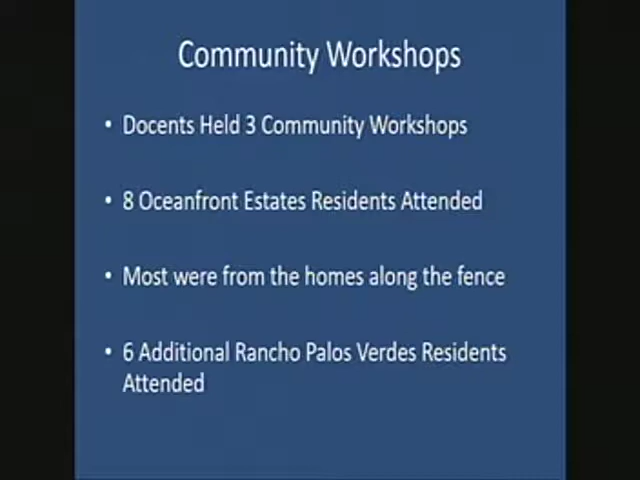 Community Workshops
• Docents Held 3 Community Workshops
• 8 Oceanfront Estates Residents Attended
• Most were from the homes along the fence
• 6 Additional Rancho Palos Verdes Residents
Attended